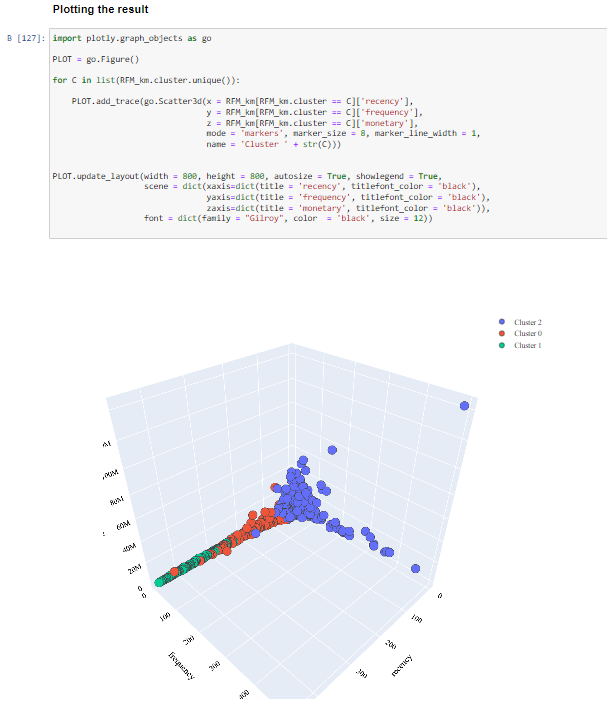 Plotting the result
В [127]: import plotly.graph_objects as go
PLOT = go.Figure()
for C in list(RFM_km.cluster.unique()):
PLOT.add_trace(go.Scatter3d(x = RFM_km[RFM_km.cluster == C]['recency'],
y = RFM_km[RFM_km.cluster == C]['frequency'],
z = RFM_km[RFM_km.cluster == C]['monetary'],
mode = 'markers', marker_size = 8, marker_line_width = 1,
name = 'Cluster ' + str(C)))
PLOT.update_layout(width = 800, height = 800, autosize = True, showlegend = True,
scene = dict(xaxis=dict(title = 'recency', titlefont_color = 'black'),
yaxis=dict(title = 'frequency', titlefont_color = 'black'),
zaxis=dict(title = 'monetary', titlefont_color = 'black')),
font = dict(family = "Gilroy", color  = 'black', size = 12))
Cluster 2
Cluster 0
Cluster 1
80M
60M
40M
20M
0
0
100
200
300
400
frequency
0
100
200
300
recency